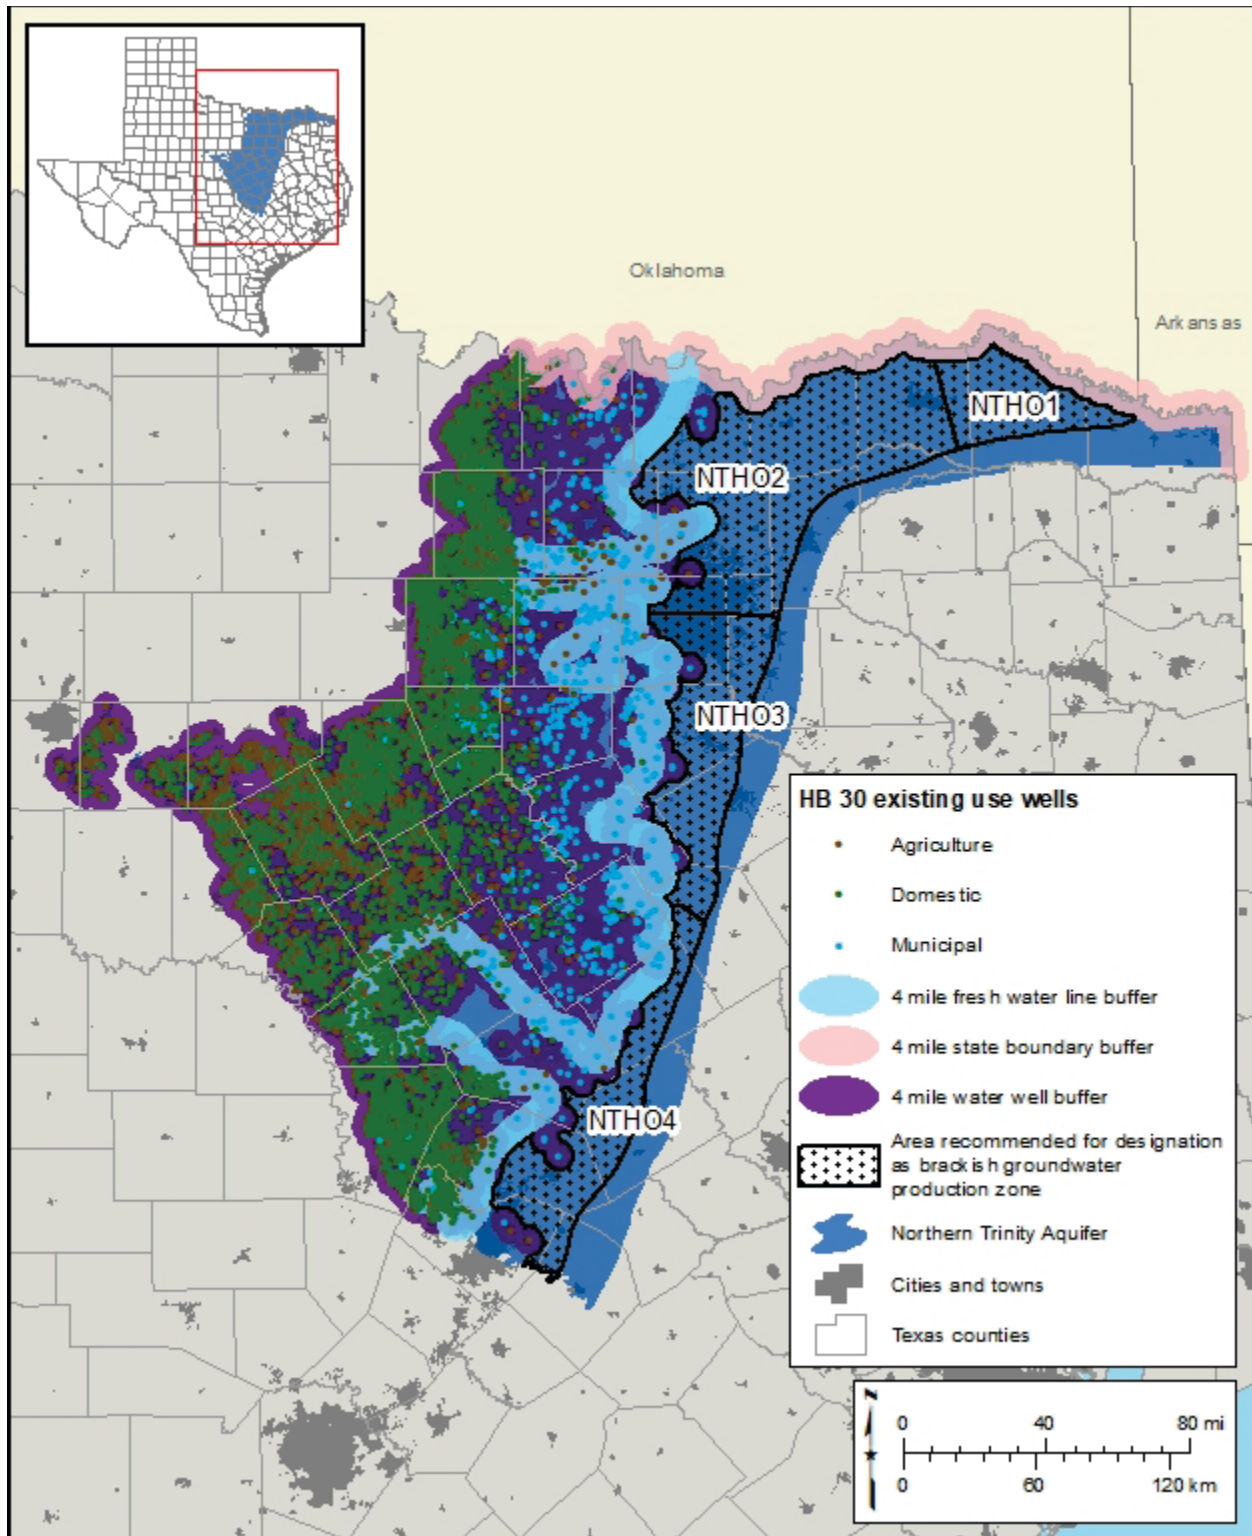 Oklahoma
Arkansas
NTHO1
NTHO2
NTHO3
NTHO4
HB 30 existing use wells
Agriculture
Domestic
Municipal
4 mile fresh water line buffer
4 mile state boundary buffer
4 mile water well buffer
Area recommended for designation
as brackish groundwater
production zone
Northern Trinity Aquifer
Cities and towns
Texas counties
N
0 40 80 mi
0 60 120 km